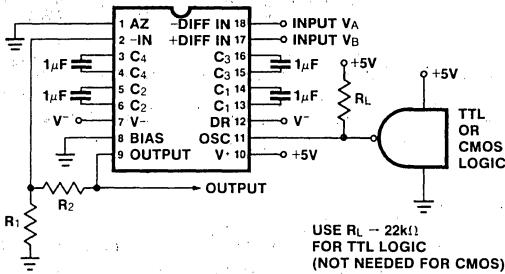 1 AZ
2 -IN
3 C4
4 C4
5 C2
6 C2
7 V-
8 BIAS
9 OUTPUT
-DIFF IN 18
+DIFF IN 17
C3 16
C3 15
C1 14
C1 13
DR 12
OSC 11
V+ 10
1μF
1μF
V-
INPUT VA
INPUT VB
1μF
1μF
V-
+5V
+5V
RL
+5V
TTL
OR
CMOS
LOGIC
OUTPUT
R2
R1
USE RL - 22kΩ
FOR TTL LOGIC
(NOT NEEDED FOR CMOS)